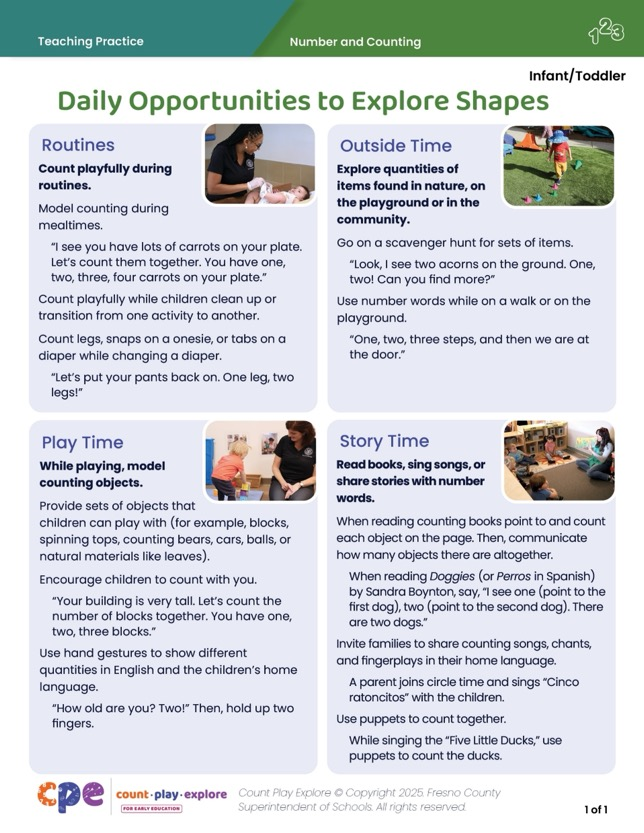 Teaching Practice
Number and Counting
123
Infant/Toddler
Daily Opportunities to Explore Shapes
Routines
Count playfully during
routines.
Model counting during
mealtimes.
“I see you have lots of carrots on your plate.
Let’s count them together. You have one,
two, three, four carrots on your plate.”
Count playfully while children clean up or
transition from one activity to another.
Count legs, snaps on a onesie, or tabs on a
diaper while changing a diaper.
“Let’s put your pants back on. One leg, two
legs!”
Outside Time
Explore quantities of
items found in nature, on
the playground or in the
community.
Go on a scavenger hunt for sets of items.
“Look, I see two acorns on the ground. One,
two! Can you find more?”
Use number words while on a walk or on the
playground.
“One, two, three steps, and then we are at
the door.”
Play Time
While playing, model
counting objects.
Provide sets of objects that
children can play with (for example, blocks,
spinning tops, counting bears, cars, balls, or
natural materials like leaves).
Encourage children to count with you.
“Your building is very tall. Let’s count the
number of blocks together. You have one,
two, three blocks.”
Use hand gestures to show different
quantities in English and the children’s home
language.
“How old are you? Two!” Then, hold up two
fingers.
Story Time
Read books, sing songs, or
share stories with number
words.
When reading counting books point to and count
each object on the page. Then, communicate
how many objects there are altogether.
When reading Doggies (or Perros in Spanish)
by Sandra Boynton, say, “I see one (point to the
first dog), two (point to the second dog). There
are two dogs.”
Invite families to share counting songs, chants,
and fingerplays in their home language.
A parent joins circle time and sings “Cinco
ratoncitos” with the children.
Use puppets to count together.
While singing the “Five Little Ducks,” use
puppets to count the ducks.
cpe
count·play·explore
FOR EARLY EDUCATION
Count Play Explore © Copyright 2025. Fresno County
Superintendent of Schools. All rights reserved.
1 of 1